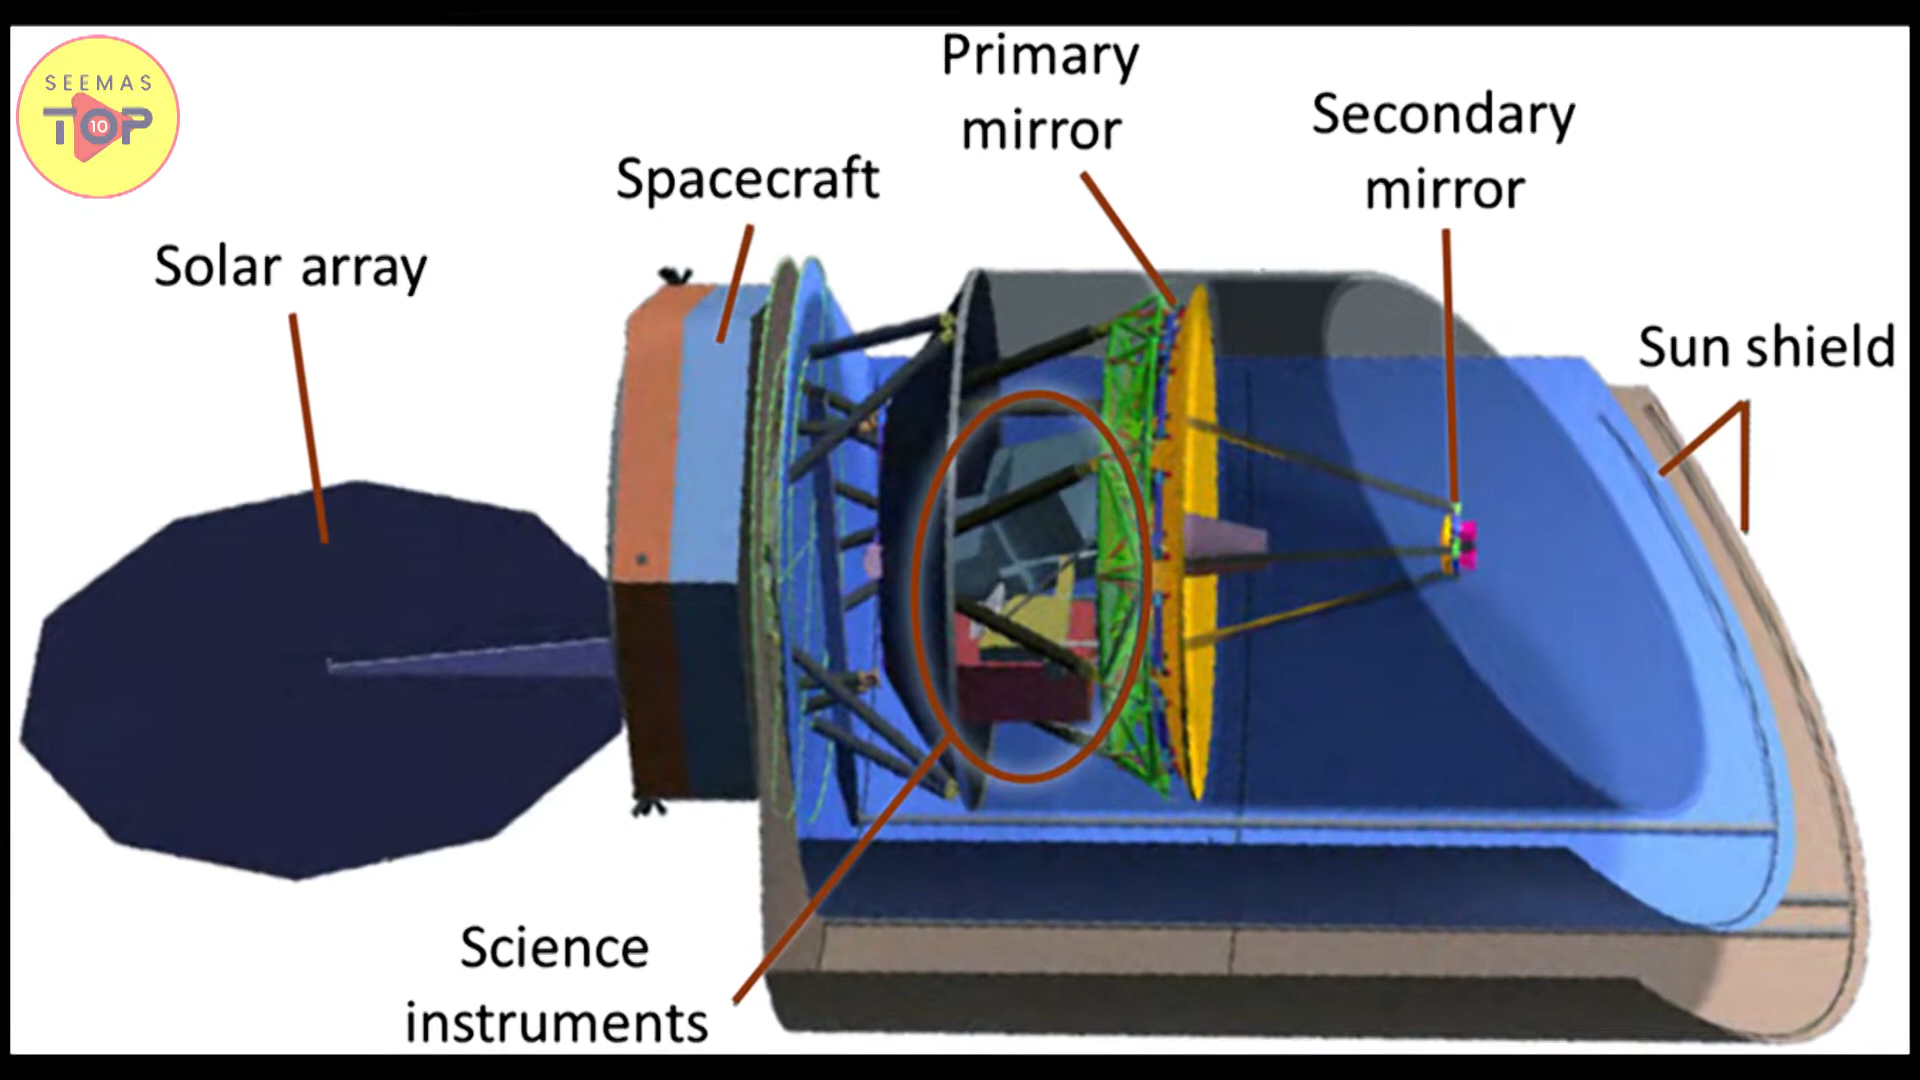 SEEMAS
TOP
10
Primary
mirror
Secondary
mirror
Spacecraft
Solar array
Sun shield
Science
instruments